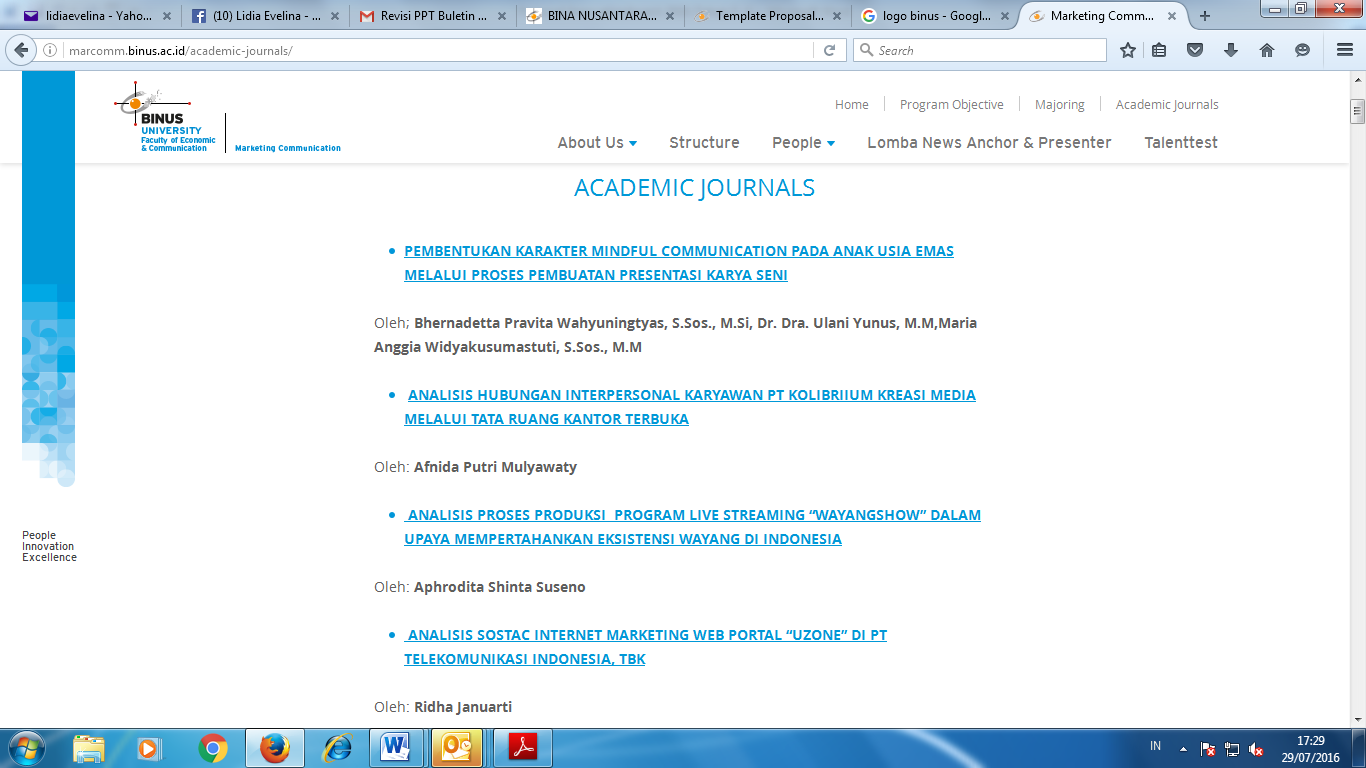 lidiaevelina - Yaho...
(10) Lidia Evelina - ...
Revisi PPT Buletin ...
BINA NUSANTARA...
Template Proposal...
logo binus - Googl...
Marketing Comm...
marcomm.binus.ac.id/academic-journals/
Search
BINUS
UNIVERSITY
Faculty of Economic
& Communication
Marketing Communication
Home
Program Objective
Majoring
Academic Journals
About Us
Structure
People
Lomba News Anchor & Presenter
Talenttest
ACADEMIC JOURNALS
PEMBENTUKAN KARAKTER MINDFUL COMMUNICATION PADA ANAK USIA EMAS
MELALUI PROSES PEMBUATAN PRESENTASI KARYA SENI
Oleh; Bhernadetta Pravita Wahyuningtyas, S.Sos., M.Si, Dr. Dra. Ulani Yunus, M.M,Maria
Anggia Widyakusumastuti, S.Sos., M.M
ANALISIS HUBUNGAN INTERPERSONAL KARYAWAN PT KOLIBRIIUM KREASI MEDIA
MELALUI TATA RUANG KANTOR TERBUKA
Oleh: Afnida Putri Mulyawaty
ANALISIS PROSES PRODUKSI  PROGRAM LIVE STREAMING “WAYANGSHOW” DALAM
UPAYA MEMPERTAHANKAN EKSISTENSI WAYANG DI INDONESIA
Oleh: Aphrodita Shinta Suseno
ANALISIS SOSTAC INTERNET MARKETING WEB PORTAL “UZONE” DI PT
TELEKOMUNIKASI INDONESIA, TBK
Oleh: Ridha Januarti
People
Innovation
Excellence
IN
17:29
29/07/2016